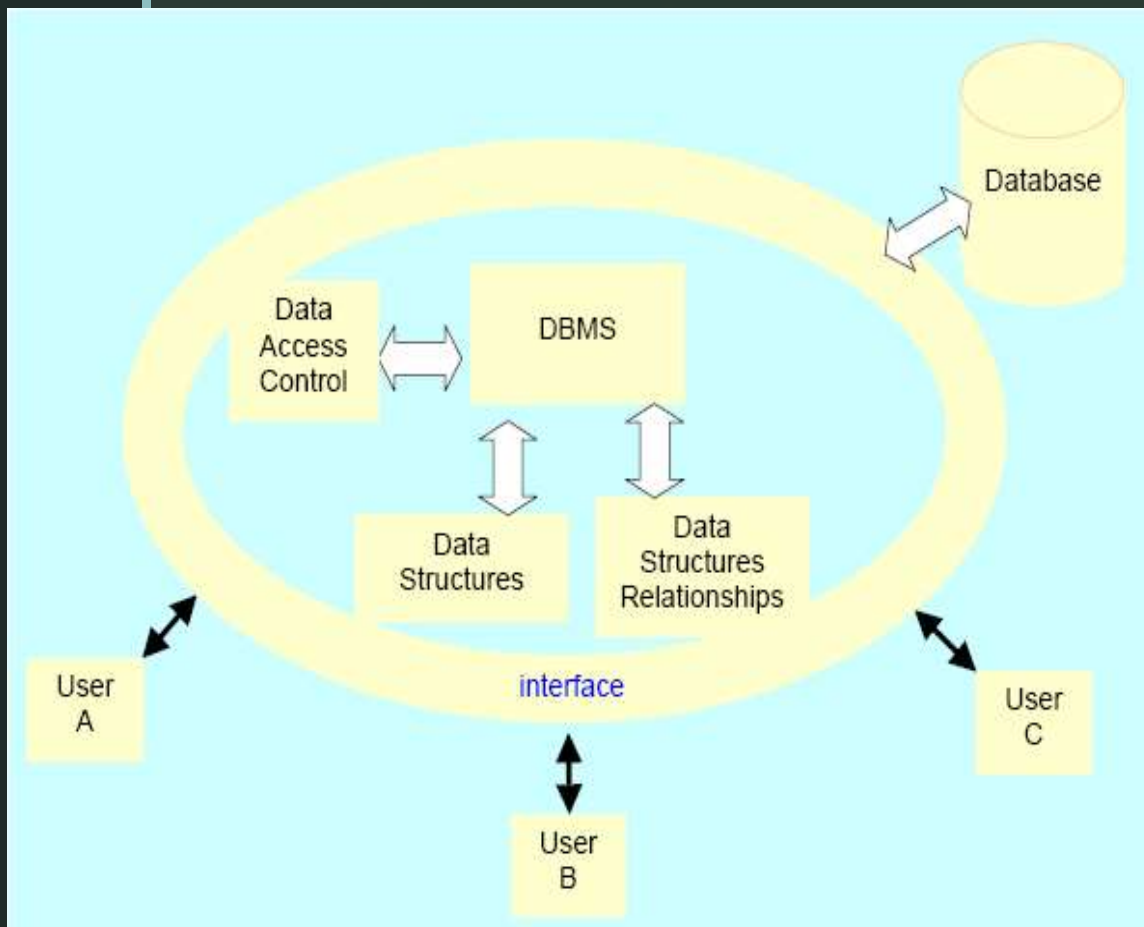 Database
Data
Access
Control
DBMS
Data
Structures
Data
Structures
Relationships
interface
User
A
User
B
User
C